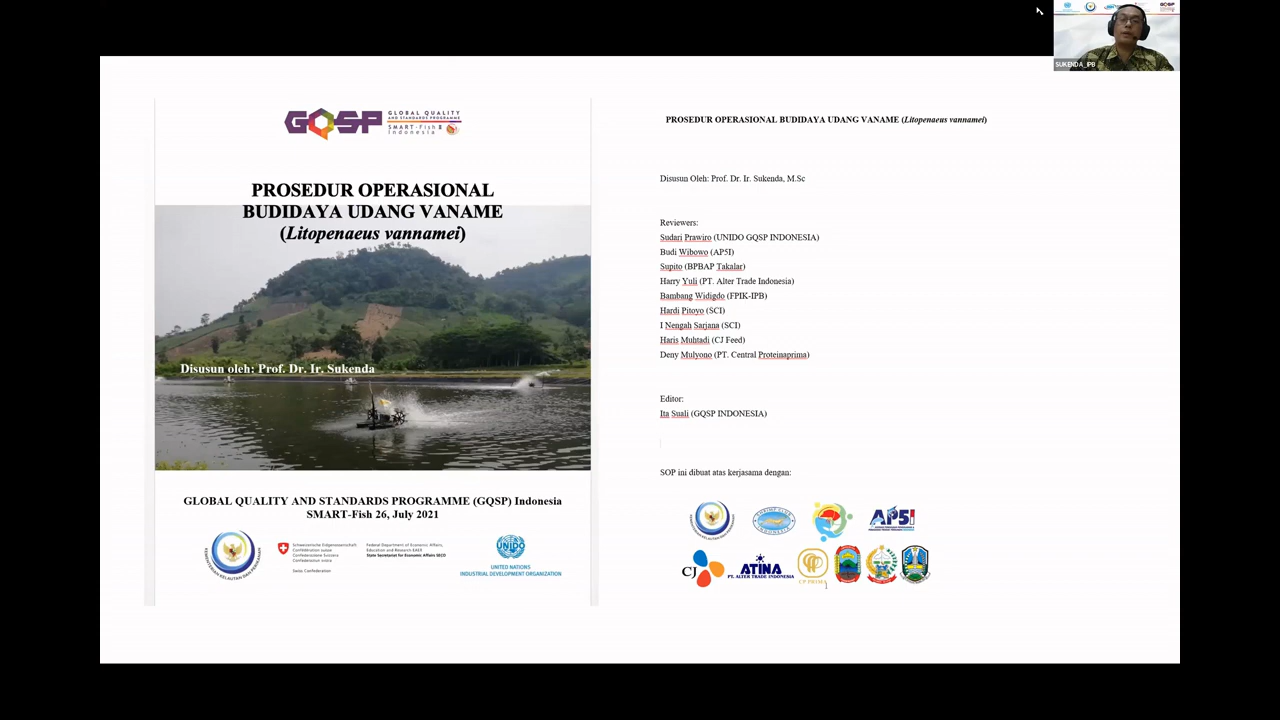 GQSP
GLOBAL QUALITY
AND STANDARDS PROGRAMME
SMART-Fish II
Indonesia
PROSEDUR OPERASIONAL
BUDIDAYA UDANG VANAME
(Litopenaeus vannamei)
Disusun oleh: Prof. Dr. Ir. Sukenda
GLOBAL QUALITY AND STANDARDS PROGRAMME (GQSP) Indonesia
SMART-Fish 26, July 2021
KEMENTERIAN KELAUTAN DAN PERIKANAN
Schweizerische Eidgenossenschaft
Confédération suisse
Confederazione Svizzera
Confederaziun svizra
Swiss Confederation
Federal Department of Economic Affairs,
Education and Research EAER
State Secretariat for Economic Affairs SECO
UNIDO
UNITED NATIONS
INDUSTRIAL DEVELOPMENT ORGANIZATION
PROSEDUR OPERASIONAL BUDIDAYA UDANG VANAME (Litopenaeus vannamei)
Disusun Oleh: Prof. Dr. Ir. Sukenda, M.Sc
Reviewers:
Sudari Prawiro (UNIDO GQSP INDONESIA)
Budi Wibowo (AP5I)
Supito (BPBAP Takalar)
Harry Yuli (PT. Alter Trade Indonesia)
Bambang Widigdo (FPIK-IPB)
Hardi Pitoyo (SCI)
I Nengah Sarjana (SCI)
Haris Muhtadi (CJ Feed)
Deny Mulyono (PT. Central Proteinaprima)
Editor:
Ita Suali (GQSP INDONESIA)
SOP ini dibuat atas kerjasama dengan:
AP5I
CJ
ATINA
PT. ALTER TRADE INDONESIA
CP PRIMA
1
GQSP
SUKENDA_IPB